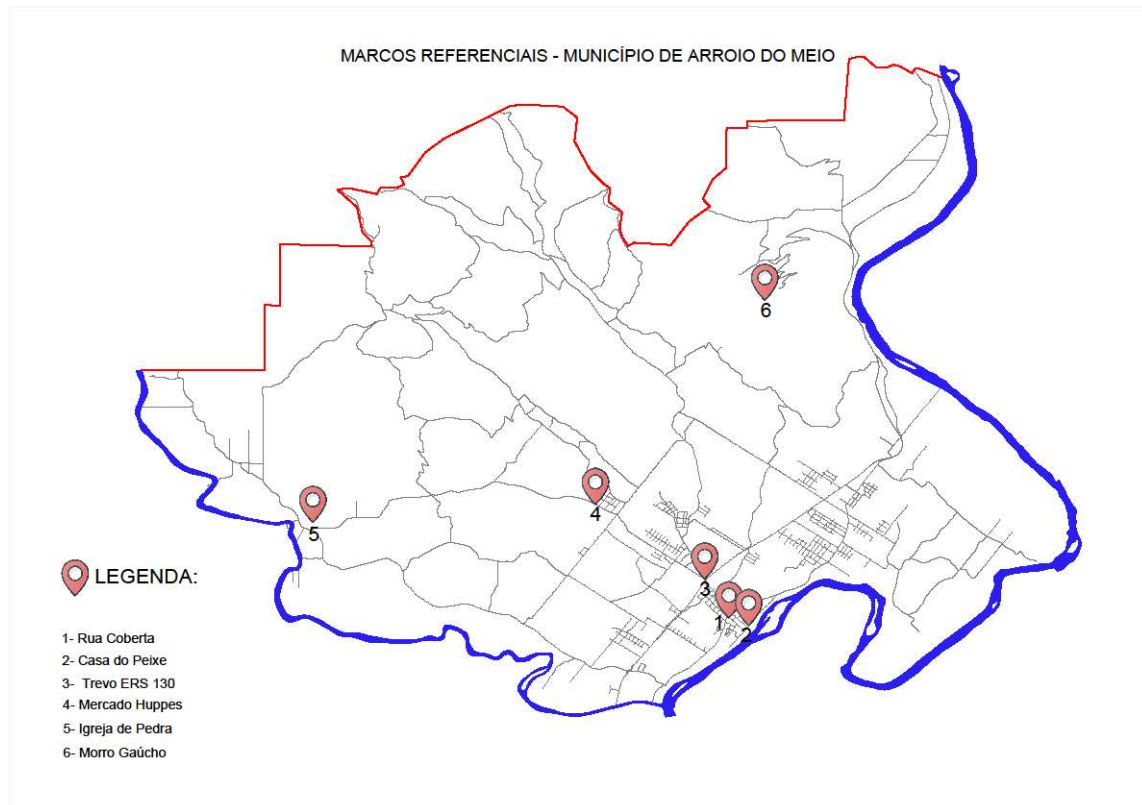 MARCOS REFERENCIAIS - MUNICÍPIO DE ARROIO DO MEIO
6
4
5
3
1
2
LEGENDA:
1- Rua Coberta
2- Casa do Peixe
3- Trevo ERS 130
4- Mercado Huppes
5- Igreja de Pedra
6- Morro Gaúcho